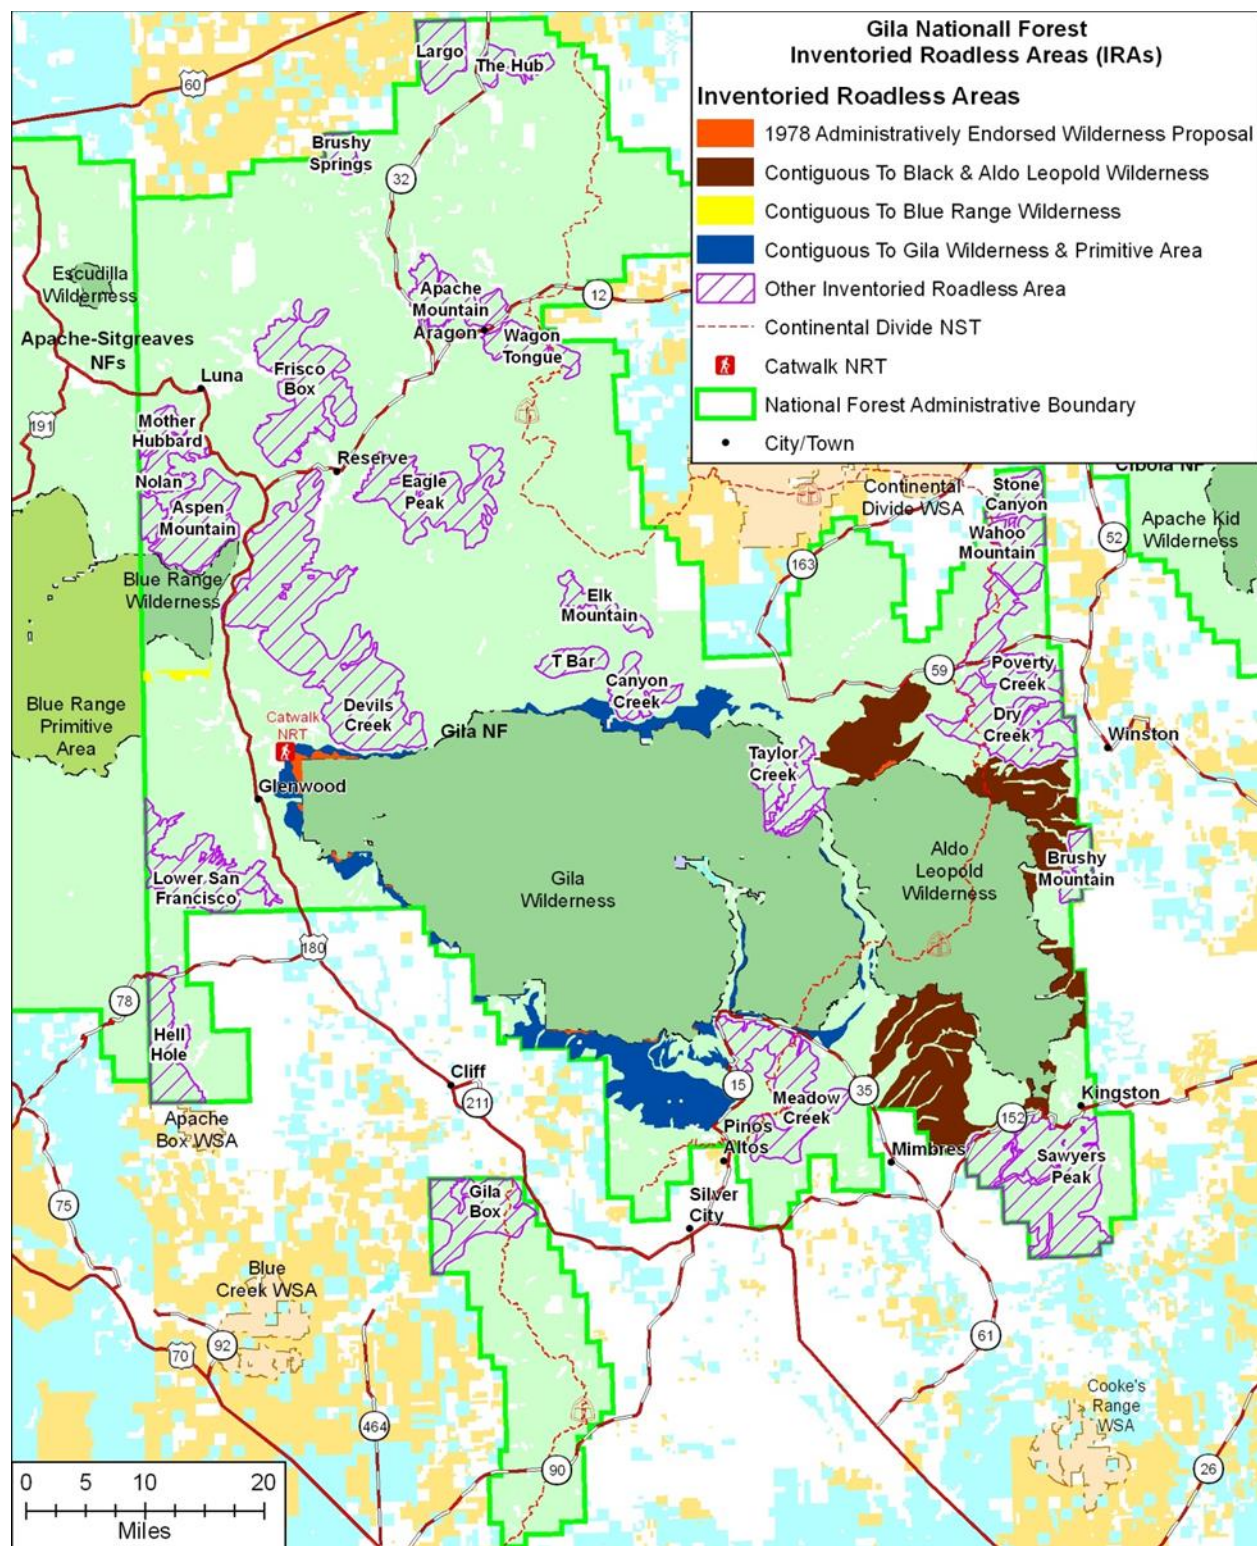 Gila Nationall Forest
Inventoried Roadless Areas (IRAs)
Inventoried Roadless Areas
1978 Administratively Endorsed Wilderness Proposal
Contiguous To Black & Aldo Leopold Wilderness
Contiguous To Blue Range Wilderness
Contiguous To Gila Wilderness & Primitive Area
Other Inventoried Roadless Area
Continental Divide NST
Catwalk NRT
National Forest Administrative Boundary
City/Town
Largo
The Hub
60
Brushy
Springs
32
Escudilla
Wilderness
Apache
Mountain
12
Aragon
Wagon
Tongue
Apache-Sitgreaves
NFs
Luna
Frisco
Box
191
Mother
Hubbard
Reserve
Nolan
Aspen
Mountain
Eagle
Peak
Continental
Divide WSA
Stone
Canyon
Wahoo
Mountain
Cibola NF
Apache Kid
Wilderness
52
163
Blue Range
Wilderness
Elk
Mountain
T Bar
Canyon
Creek
59
Poverty
Creek
Dry
Creek
Blue Range
Primitive
Area
Devils
Creek
Catwalk
NRT
Gila NF
Taylor
Creek
Winston
Glenwood
Lower San
Francisco
Gila
Wilderness
Aldo
Leopold
Wilderness
Brushy
Mountain
180
78
Hell
Hole
Cliff
211
15
Meadow
Creek
35
Kingston
152
Apache
Box WSA
Pinos
Altos
Mimbres
Sawyers
Peak
75
Gila
Box
Silver
City
Blue
Creek WSA
92
70
61
464
Cooke's
Range
WSA
90
26
0 5 10 20
Miles